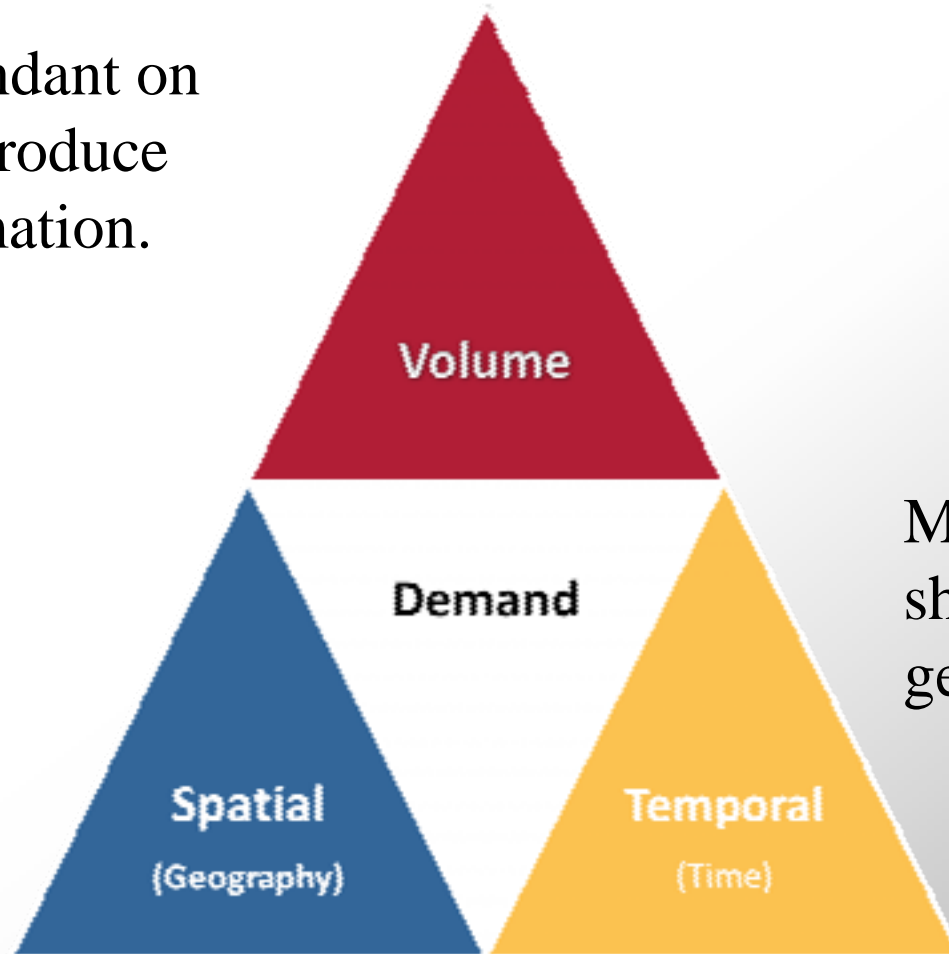 ndant on
roduce
nation.
Volume
Demand
M
sh
ge
Spatial
(Geography)
Temporal
(Time)